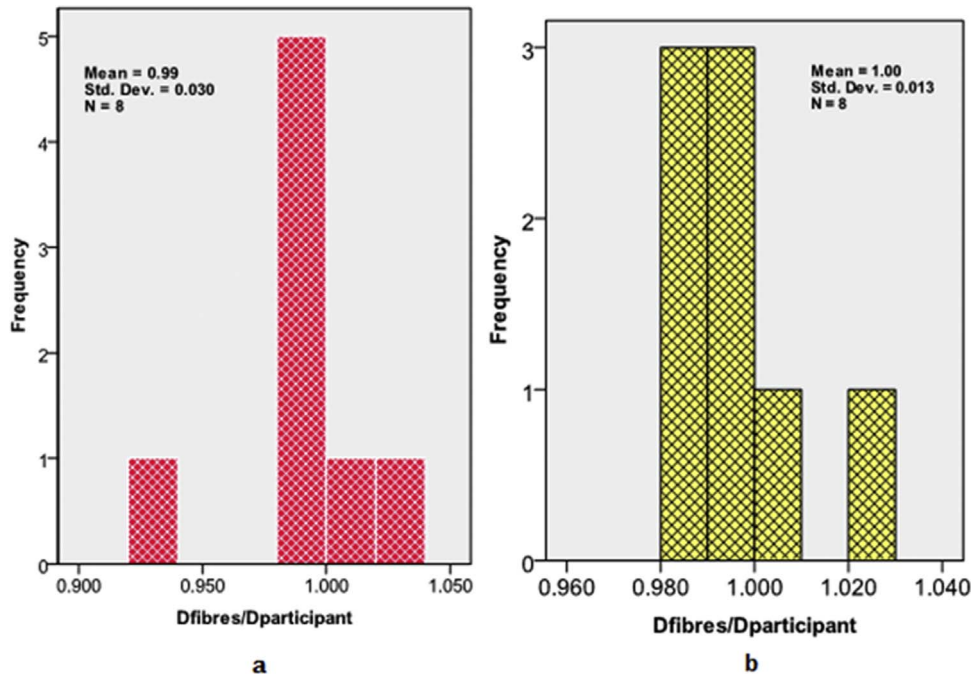 5
4
3
2
1
0
Frequency
Mean = 0.99
Std. Dev. = 0.030
N = 8
0.900
0.950
1.000
1.050
Dfibres/Dparticipant
a
3
2
1
0
Frequency
Mean = 1.00
Std. Dev. = 0.013
N = 8
0.960
0.980
1.000
1.020
1.040
Dfibres/Dparticipant
b